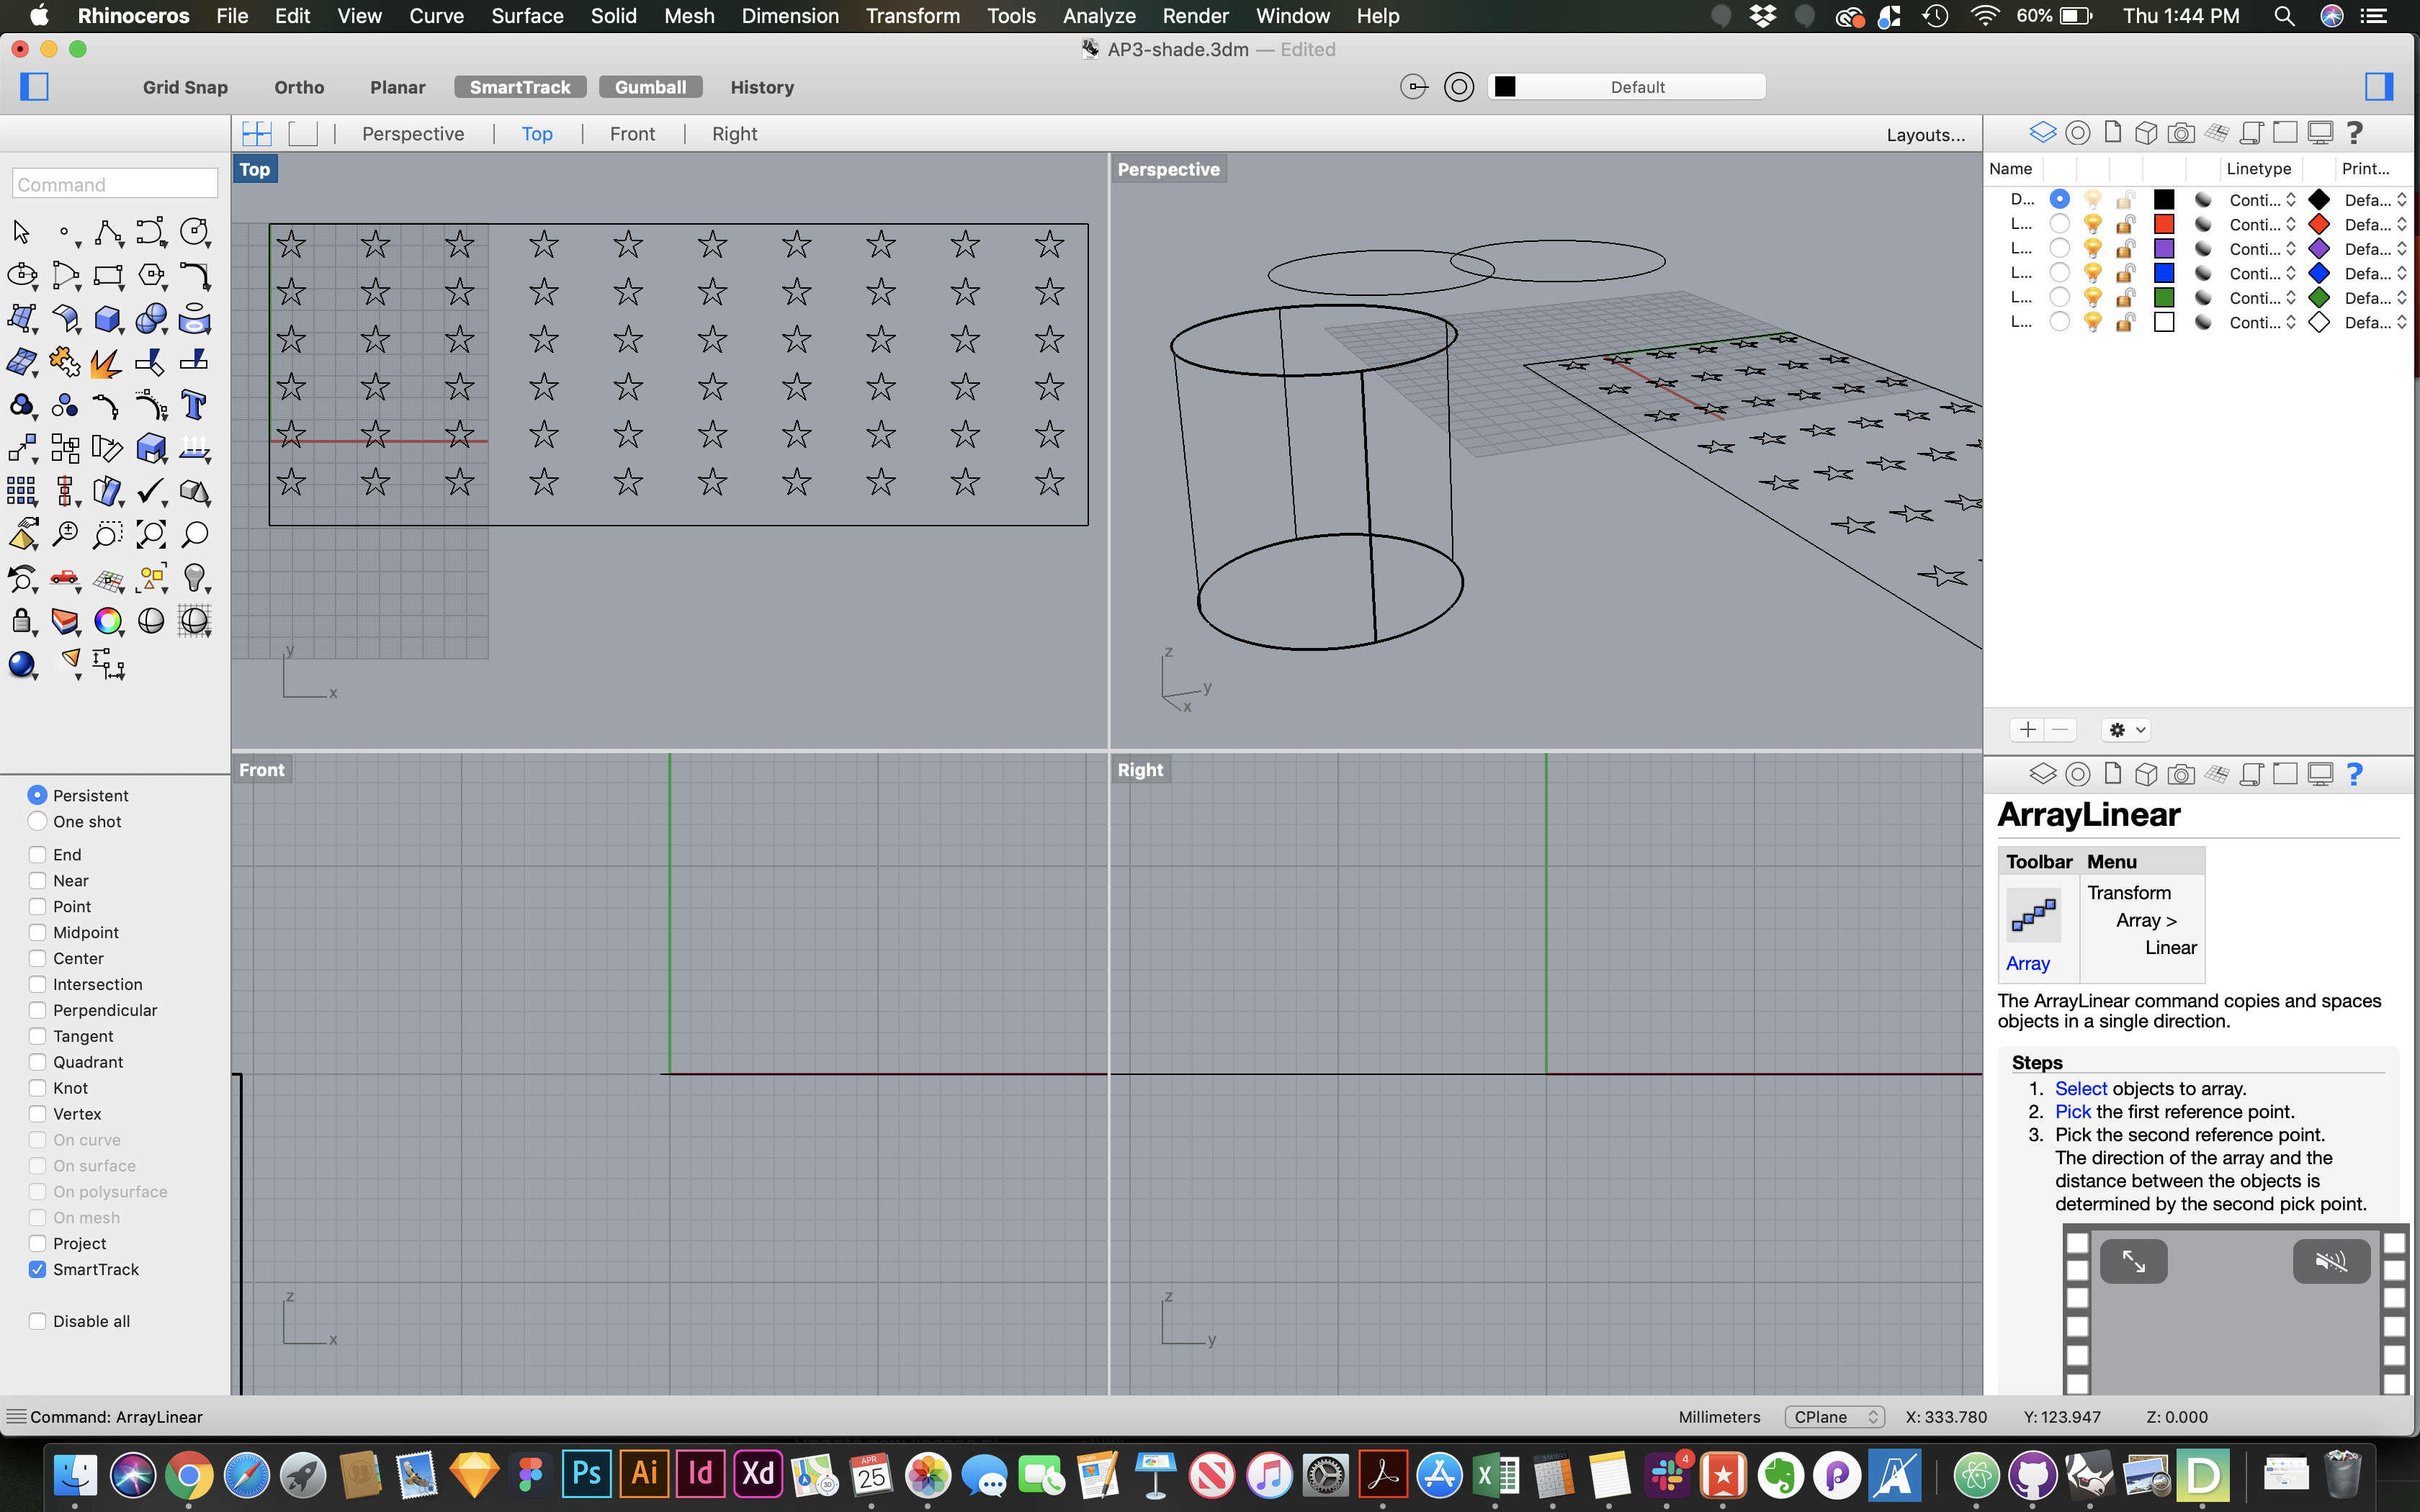 Rhinoceros File Edit View Curve Surface Solid Mesh Dimension Transform Tools Analyze Render Window Help 60% Thu 1:44 PM
AP3-shade.3dm — Edited
Grid Snap Ortho Planar SmartTrack Gumball History Default
Perspective Top Front Right Layouts...
Top
Perspective
Name Linetype Print...
Command
D... Conti... Defa...
L... Conti... Defa...
L... Conti... Defa...
L... Conti... Defa...
L... Conti... Defa...
L... Conti... Defa...
y
x
z
y
x
Front
Right
Persistent
One shot
End
Near
Point
Midpoint
Center
Intersection
Perpendicular
Tangent
Quadrant
Knot
Vertex
On curve
On surface
On polysurface
On mesh
Project
SmartTrack
Disable all
z
x
z
y
ArrayLinear
Toolbar Menu
Transform
Array >
Linear
Array
The ArrayLinear command copies and spaces
objects in a single direction.
Steps
1. Select objects to array.
2. Pick the first reference point.
3. Pick the second reference point.
The direction of the array and the
distance between the objects is
determined by the second pick point.
Command: ArrayLinear
Millimeters CPlane X: 333.780 Y: 123.947 Z: 0.000
Ps Ai Id Xd APR 25 4 D